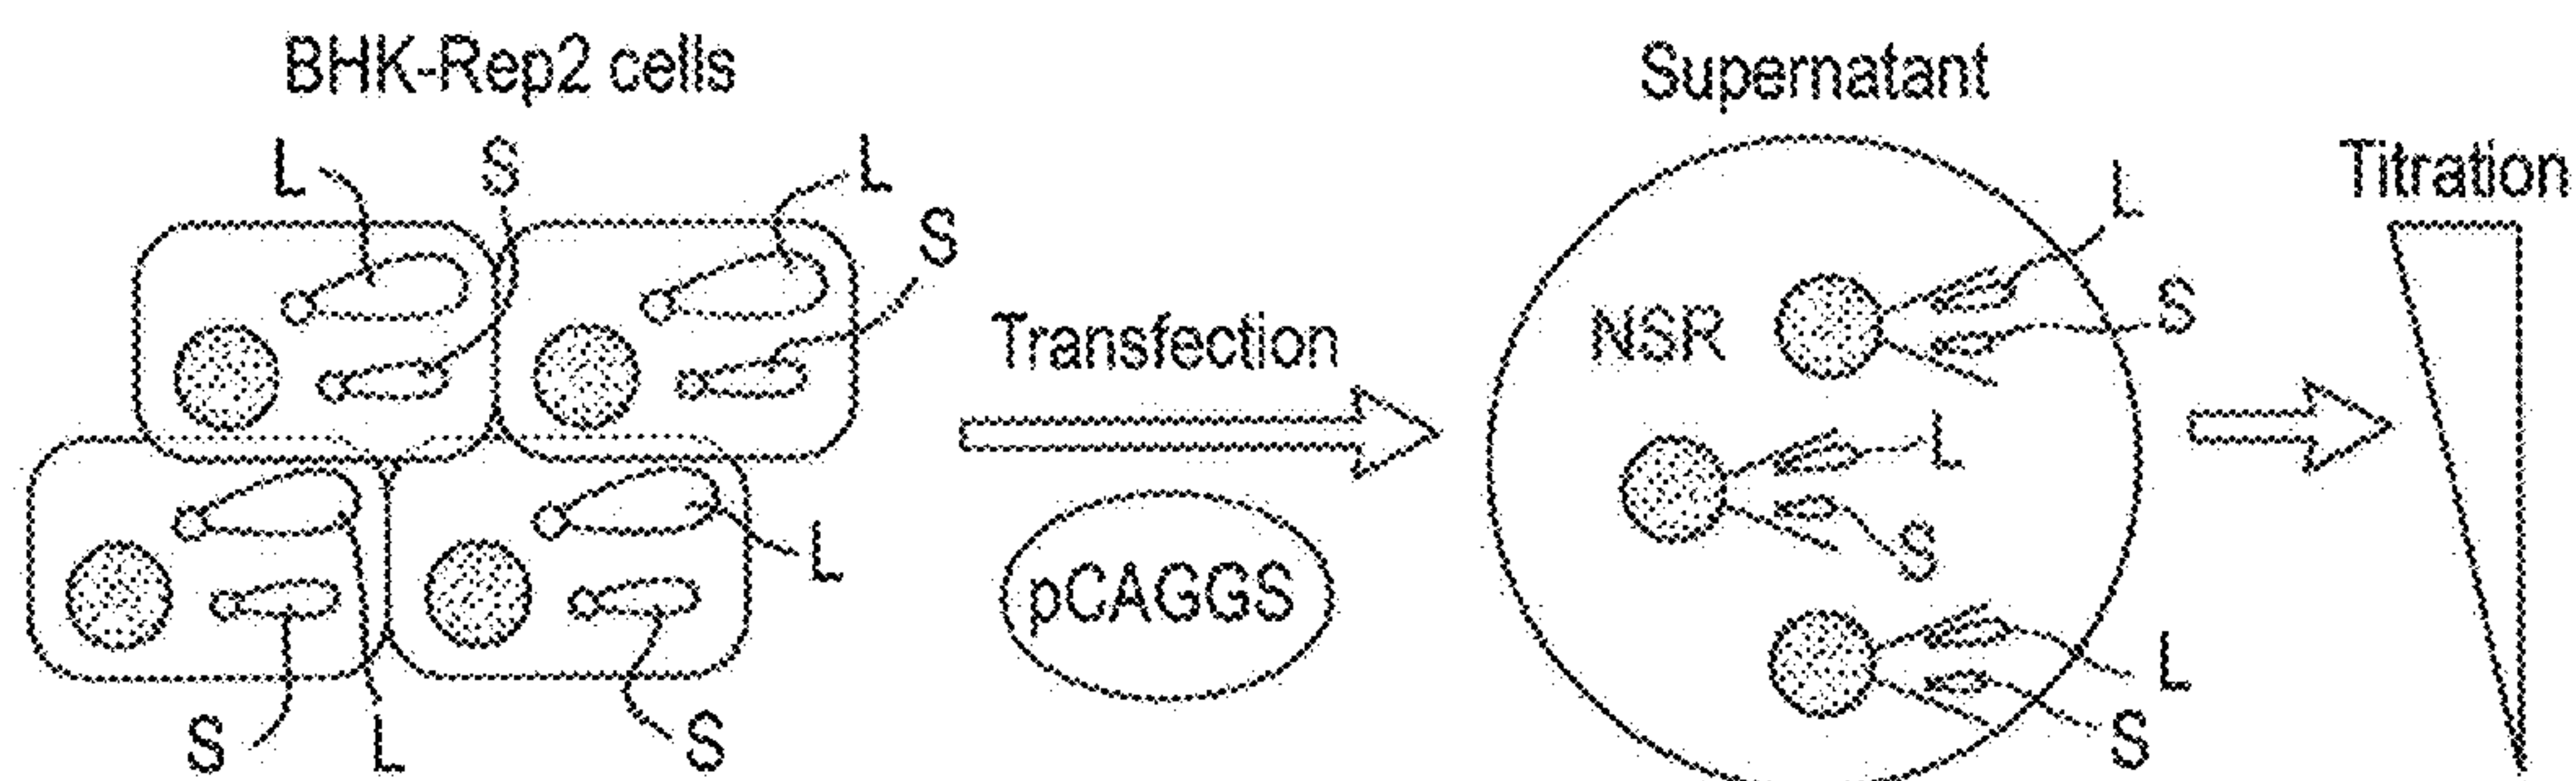 BHK-Rep2 cells
L
S
L
S
S
L
S
L
Transfection
pCAGGS
Supernatant
NSR
L
S
L
S
L
S
Titration